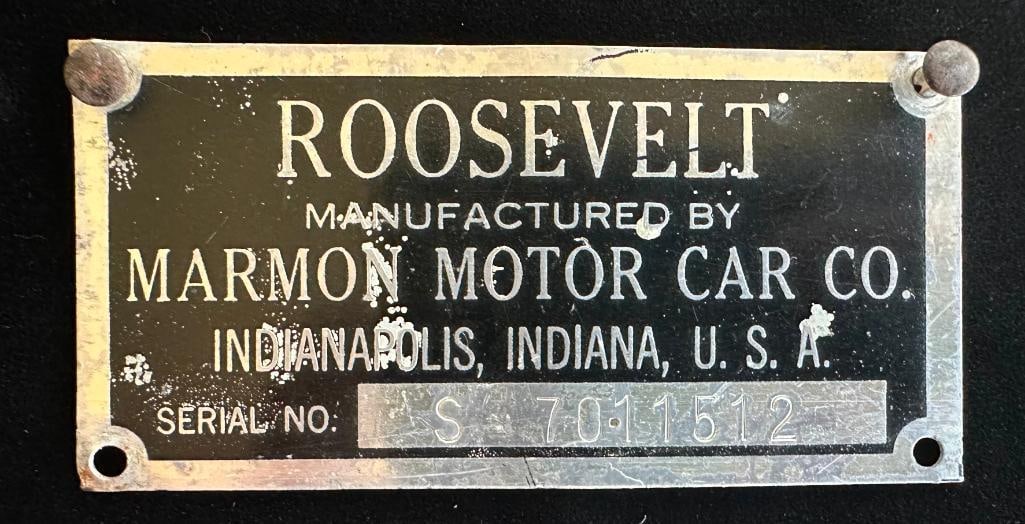 ROOSEVELT
MANUFACTURED BY
MARMON MOTOR CAR CO.
INDIANAPOLIS, INDIANA, U. S. A.
SERIAL NO. S 7011512